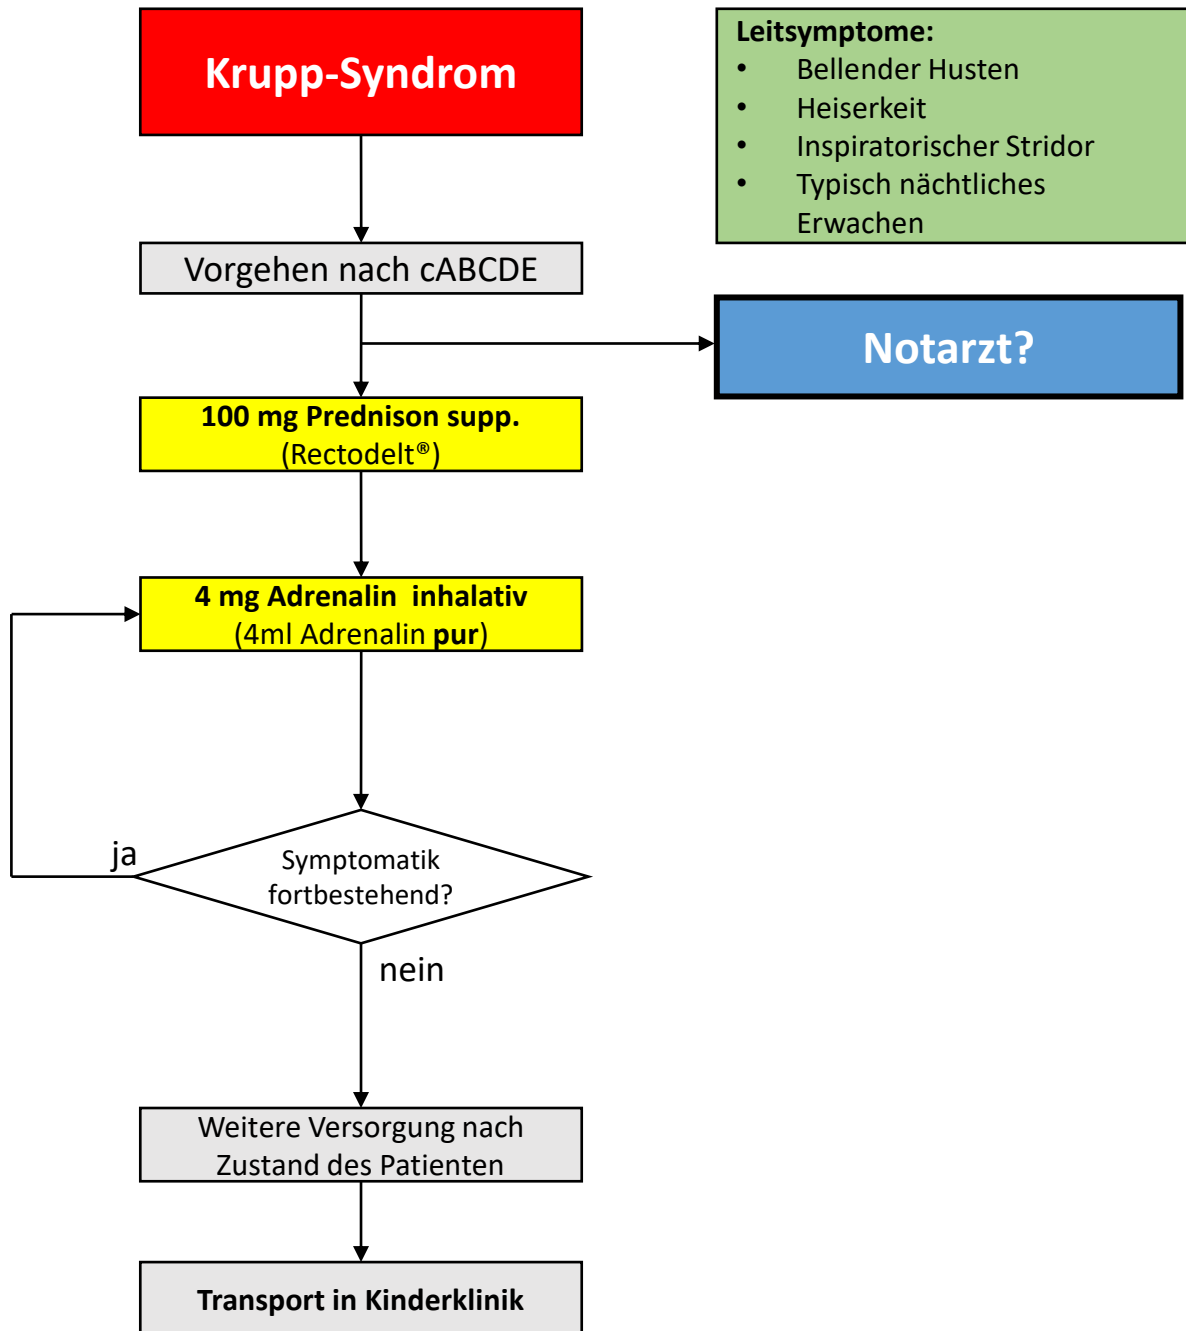 Krupp-Syndrom
Leitsymptome:
• Bellender Husten
• Heiserkeit
• Inspiratorischer Stridor
• Typisch nächtliches
Erwachen
Vorgehen nach cABCDE
Notarzt?
100 mg Prednison supp.
(Rectodelt®)
4 mg Adrenalin inhalativ
(4ml Adrenalin pur)
ja
Symptomatik
fortbestehend?
nein
Weitere Versorgung nach
Zustand des Patienten
Transport in Kinderklinik